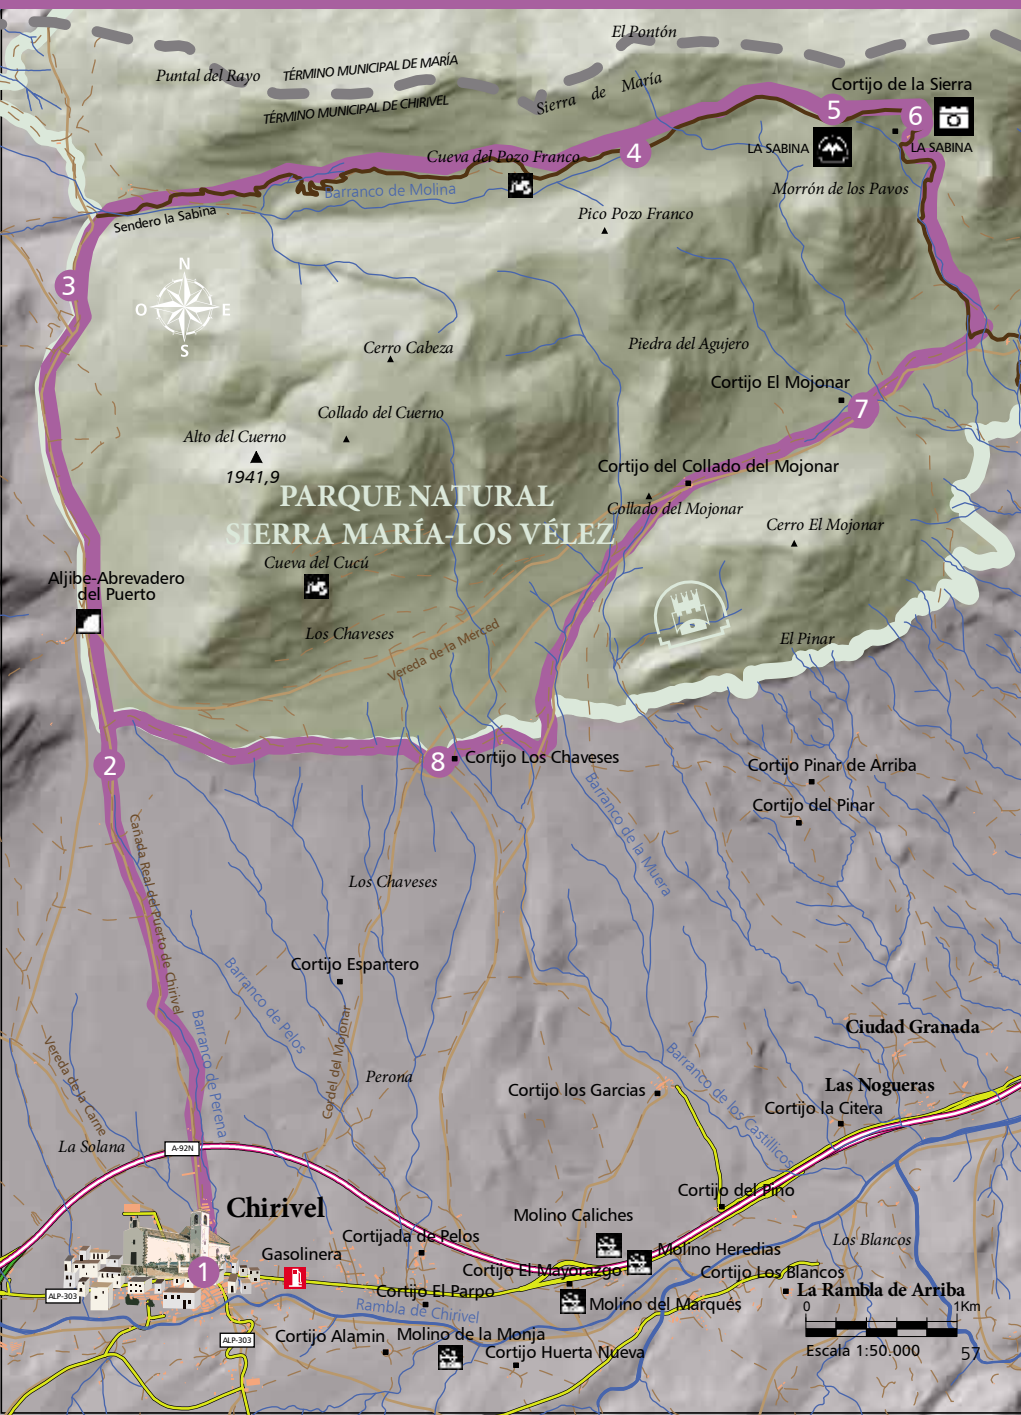 El Pontón
Puntal del Rayo
TÉRMINO MUNICIPAL DE MARÍA
TÉRMINO MUNICIPAL DE CHIRIVEL
Sierra de María
Cortijo de la Sierra
5
6
LA SABINA
LA SABINA
4
Cueva del Pozo Franco
Barranco de Molina
Morrón de los Pavos
Sendero la Sabina
Pico Pozo Franco
N
O
E
S
3
Cerro Cabeza
Piedra del Agujero
Cortijo El Mojonar
7
Collado del Cuerno
Alto del Cuerno
1941,9
Cortijo del Collado del Mojonar
Collado del Mojonar
PARQUE NATURAL
SIERRA MARÍA-LOS VÉLEZ
Cerro El Mojonar
Cueva del Cucú
Aljibe-Abrevadero
del Puerto
Los Chaveses
Vereda de la Merced
El Pinar
2
8
Cortijo Los Chaveses
Cortijo Pinar de Arriba
Cortijo del Pinar
Cañada Real del Puerto de Chirivel
Barranco de la Muera
Los Chaveses
Cortijo Espartero
Barranco de Pelos
Barranco de Perena
Cordel del Mojonar
Vereda de la Carne
Ciudad Granada
Perona
Cortijo los Garcias
Barranco de los Castillicos
Las Nogueras
Cortijo la Citera
La Solana
A-92N
Chirivel
Cortijo del Pino
Molino Caliches
Cortijada de Pelos
Gasolinera
Molino Heredias
Los Blancos
1
Cortijo El Mayorazgo
Cortijo Los Blancos
Cortijo El Parpo
La Rambla de Arriba
ALP-303
Rambla de Chirivel
Molino del Marqués
0
1Km
ALP-303
Cortijo Alamin
Molino de la Monja
Cortijo Huerta Nueva
Escala 1:50.000
57